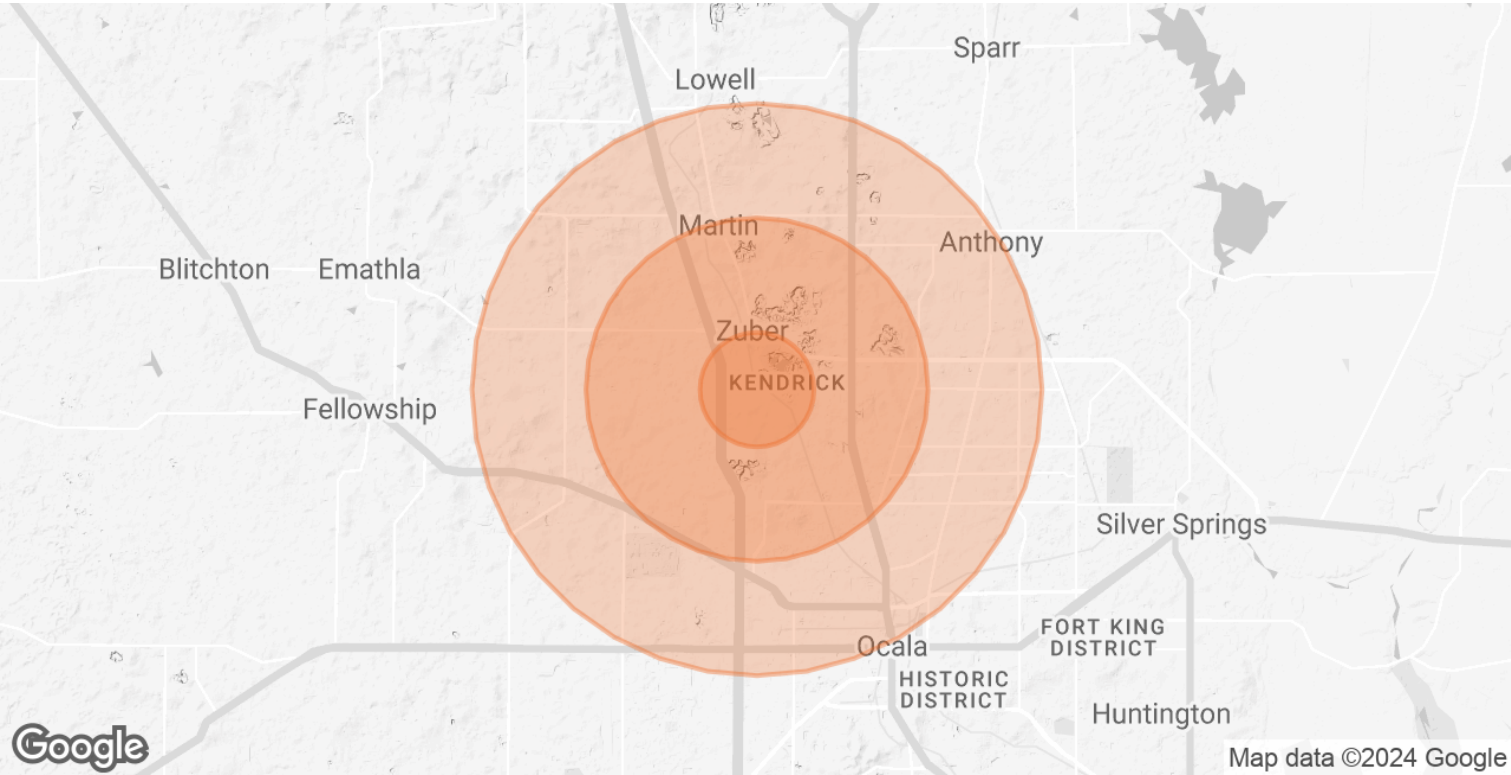 Sparr
Lowell
Martin
Anthony
Blitchton
Emathla
Zuber
KENDRICK
Fellowship
Silver Springs
FORT KING
DISTRICT
Ocala
HISTORIC
DISTRICT
Huntington
Google
Map data ©2024 Google